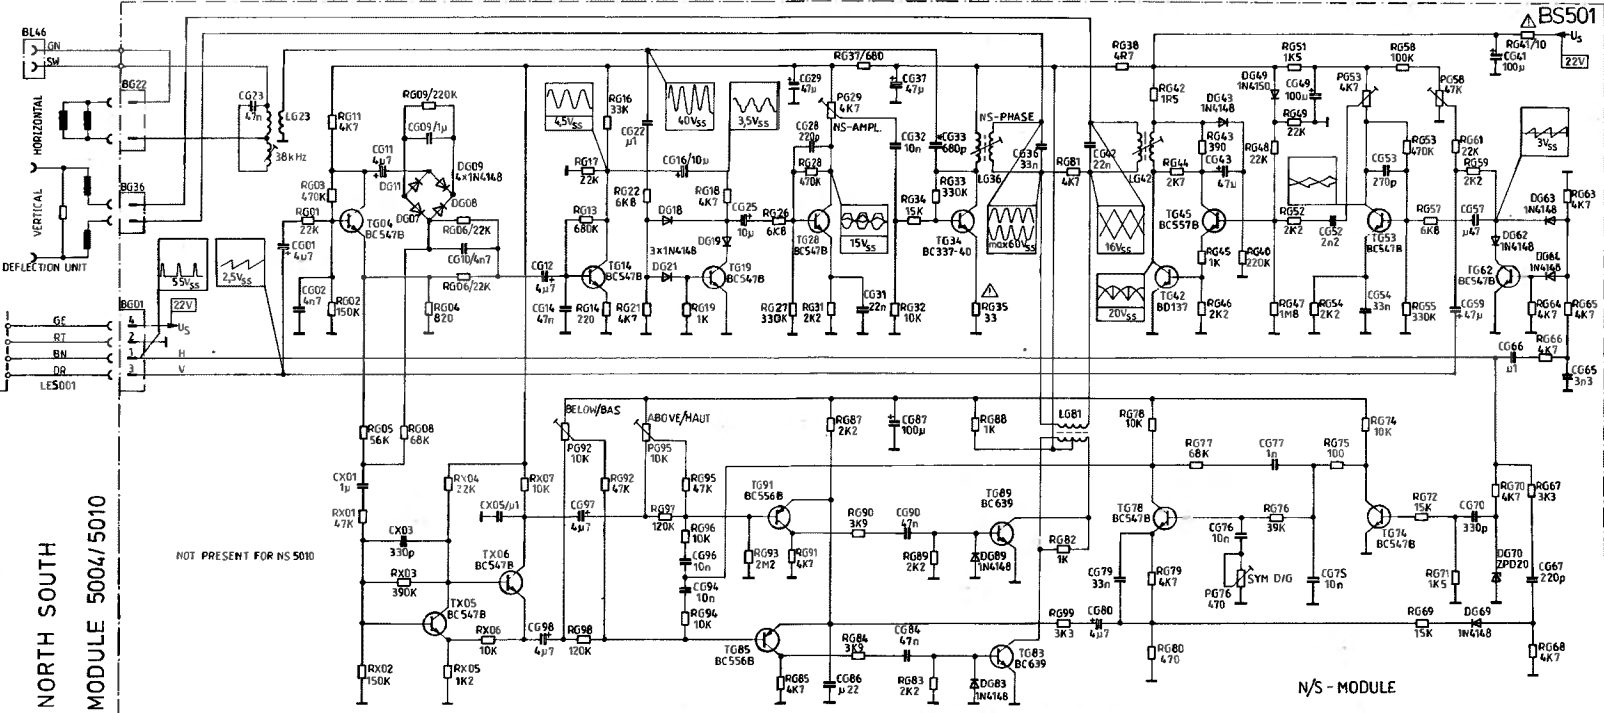 BS501
BL46
GN
SW
BG22
HORIZONTAL
VERTICAL
BG36
DEFLECTION UNIT
BG01
22V
Us
GE 4
RT 2
BN 1 H
DR 3 V
LE5001
CG23
47n
LG23
38kHz
5,5Vss
2,5Vss
RG11
4K7
RG03
470K
RG01
22K
CG01
4µ7
CG02
4n7
RG02
150K
CG11
4µ7
TG04
BC547B
RG09/220K
CG09/1µ
DG09
4x1N4148
DG11
DG07
DG08
RG06/22K
CG10/4n7
RG06/22K
RG04
820
4,5Vss
RG16
33K
RG17
22K
RG13
680K
CG12
4µ7
CG14
47n
TG14
BC547B
RG14
220
RG21
4K7
CG22
µ1
40Vss
3,5Vss
CG16/10µ
RG22
6K8
RG18
4K7
DG18
3x1N4148
DG19
DG21
CG25
10µ
TG19
BC547B
RG19
1K
RG26
6K8
RG27
330K
CG29
47µ
RG37/680
PG29
4K7
NS-AMPL.
CG28
220p
RG28
470K
TG28
BC547B
15Vss
RG31
2K2
CG31
22n
CG37
47µ
CG32
10n
RG34
15K
RG32
10K
CG33
680p
RG33
330K
TG34
BC337-40
RG35
33
NS-PHASE
LG36
CG36
33n
max60Vss
RG81
4K7
CG42
22n
16Vss
20Vss
RG38
4R7
LG42
RG42
1R5
RG44
2K7
TG42
BD137
DG43
1N4148
RG43
390
CG43
47µ
TG45
BC557B
RG45
1K
RG46
2K2
RG40
220K
RG48
22K
DG49
1N4150
RG51
1K5
CG49
100µ
RG49
22K
RG52
2K2
CG52
2n2
RG47
1M8
RG54
2K2
PG53
4K7
RG58
100K
CG53
270p
RG53
470K
TG53
BC547B
CG54
33n
RG55
330K
RG57
6K8
PG58
47K
RG61
22K
RG59
2K2
CG57
µ47
CG59
47µ
RG41/10
CG41
100µ
Us
22V
3Vss
DG63
1N4148
RG63
4K7
DG62
1N4148
DG64
1N4148
TG62
BC547B
RG64
4K7
RG65
4K7
CG66
µ1
RG66
4K7
CG65
3n3
RG05
56K
RG08
68K
CX01
1µ
RX01
47K
CX03
330p
RX03
390K
RX02
150K
RX04
22K
TX05
BC547B
RX05
1K2
RX06
10K
TX06
BC547B
RX07
10K
CX05/µ1
NOT PRESENT FOR NS 5010
BELOW/BAS
PG92
10K
RG92
47K
CG97
4µ7
ABOVE/HAUT
PG95
10K
RG95
47K
RG97
120K
RG96
10K
CG96
10n
CG94
10n
RG94
10K
CG98
4µ7
RG98
120K
TG91
BC556B
RG93
2M2
RG91
4K7
TG85
BC556B
RG85
4K7
CG86
µ22
RG87
2K2
CG87
100µ
RG88
1K
LG81
RG90
3K9
CG90
47n
TG89
BC639
RG89
2K2
DG89
1N4148
RG84
3K9
CG84
47n
TG83
BC639
RG83
2K2
DG83
1N4148
RG82
1K
RG99
3K3
CG80
4µ7
CG79
33n
RG78
10K
TG78
BC547B
RG79
4K7
RG80
470
RG77
68K
CG77
1n
RG75
100
CG76
10n
RG76
39K
SYM D/G
PG76
470
CG75
10n
RG74
10K
TG74
BC547B
RG72
15K
CG70
330p
RG71
1K5
RG70
4K7
RG67
3K3
DG70
ZPD20
CG67
220p
RG69
15K
DG69
1N4148
RG68
4K7
N/S-MODULE
NORTH SOUTH
MODULE 5004/5010